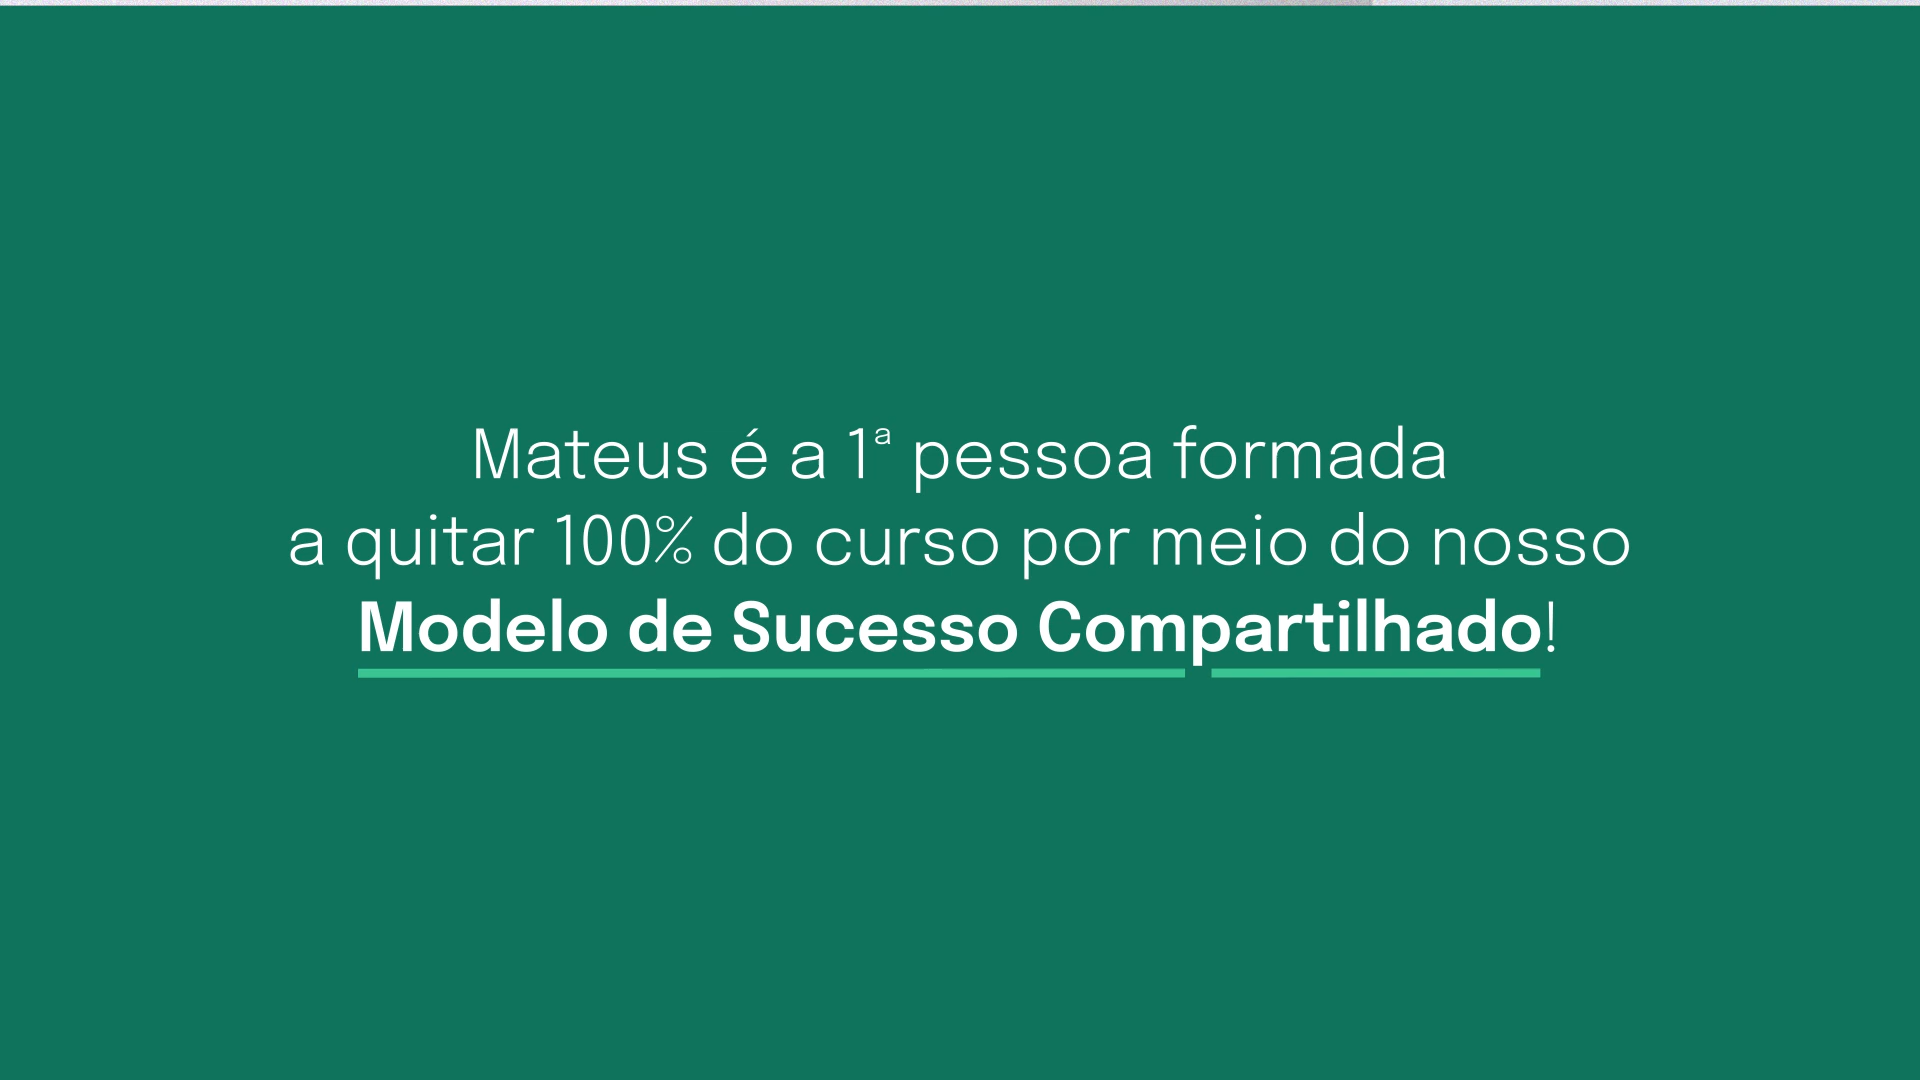 Mateus é a 1ª pessoa formada
a quitar 100% do curso por meio do nosso
Modelo de Sucesso Compartilhado!